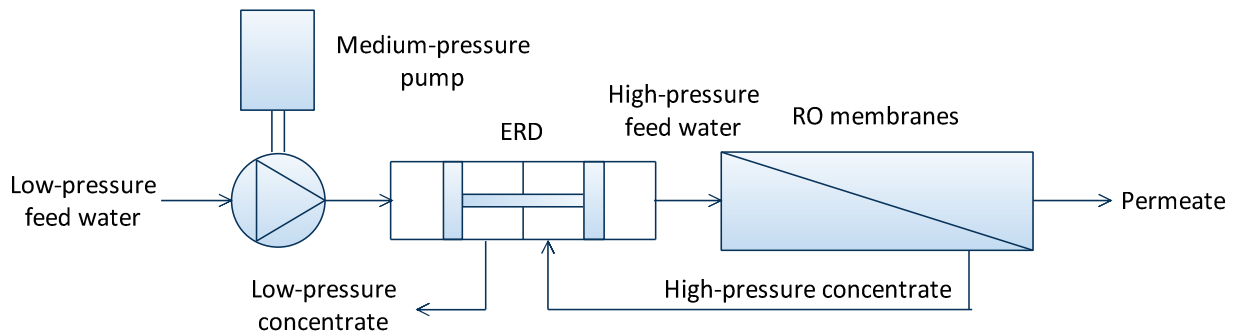 Medium-pressure
pump
High-pressure
feed water
RO membranes
ERD
Low-pressure
feed water
Permeate
Low-pressure
concentrate
High-pressure concentrate